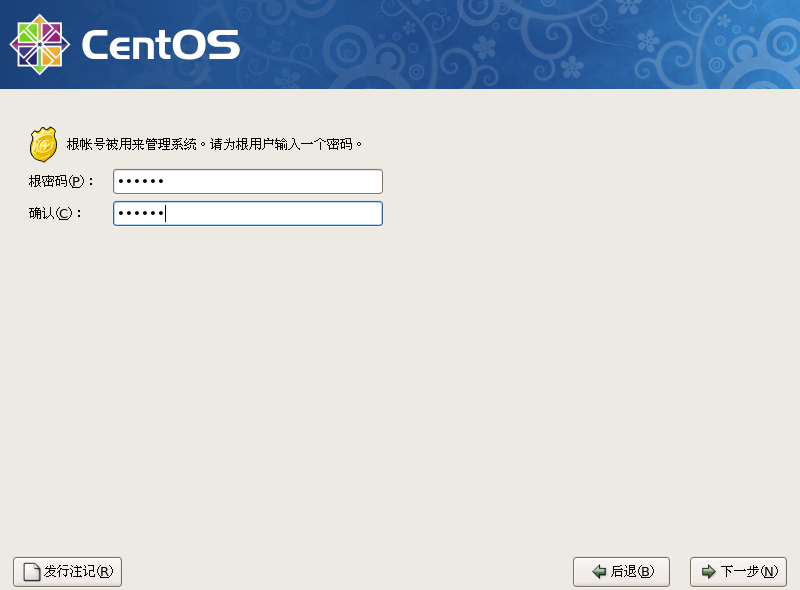 CentOS
根帐号被用来管理系统。请为根用户输入一个密码。
根密码(P)： ••••••
确认(C)： ••••••
发行注记(R) 后退(B) 下一步(N)